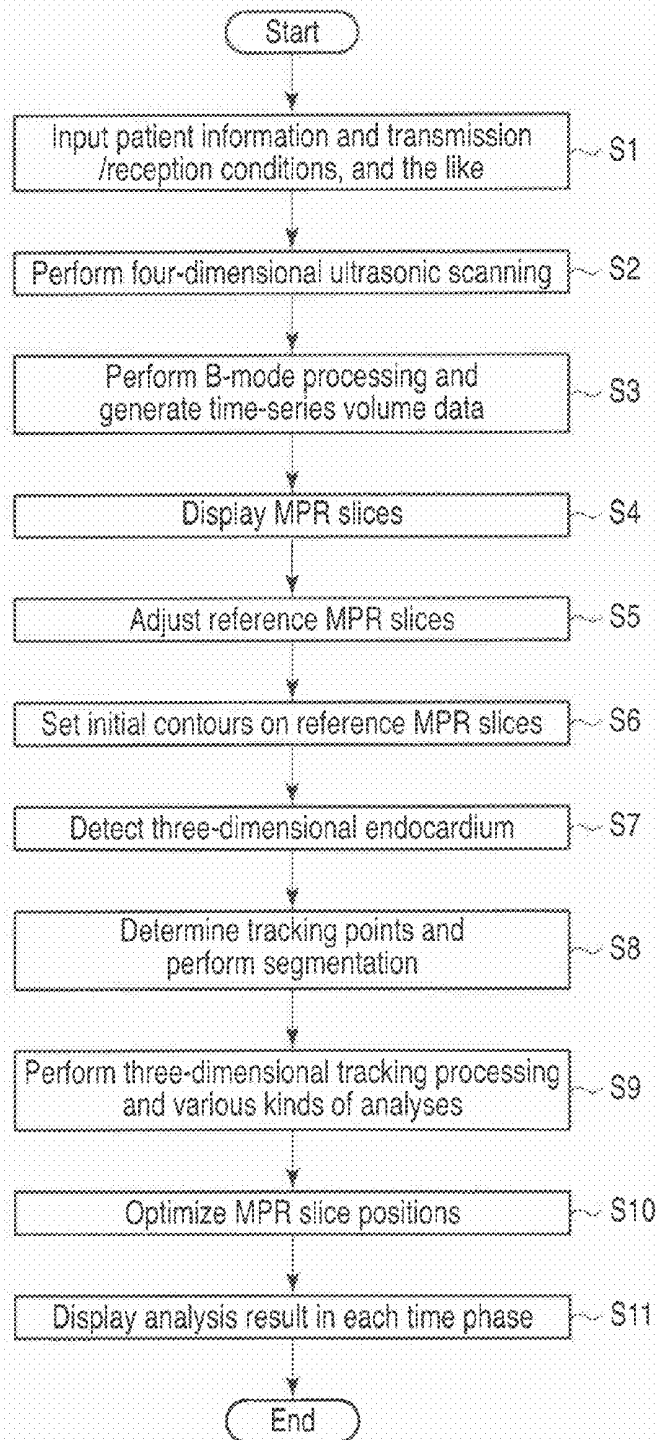 Start
Input patient information and transmission
/reception conditions, and the like
S1
Perform four-dimensional ultrasonic scanning
S2
Perform B-mode processing and
generate time-series volume data
S3
Display MPR slices
S4
Adjust reference MPR slices
S5
Set initial contours on reference MPR slices
S6
Detect three-dimensional endocardium
S7
Determine tracking points and
perform segmentation
S8
Perform three-dimensional tracking processing
and various kinds of analyses
S9
Optimize MPR slice positions
S10
Display analysis result in each time phase
S11
End